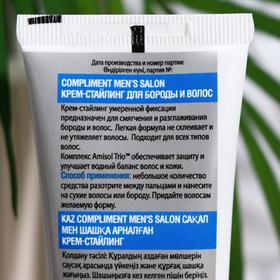 Дата производства и номер партии:
Өндірілген күні, партия №:
COMPLIMENT MEN'S SALON
КРЕМ-СТАЙЛИНГ ДЛЯ БОРОДЫ И ВОЛОС
Крем-стайлинг умеренной фиксации
предназначен для смягчения и разглаживания
бороды и волос. Легкая формула не склеивает и
не утяжеляет волосы. Подходит для всех типов
волос.
Комплекс Amisol Trio™ обеспечивает защиту и
улучшает водный баланс волос и кожи.
Способ применения: небольшое количество
средства разотрите между пальцами и нанесите
на сухие волосы или бороду. Придайте волосам
желаемую форму.
KAZ COMPLIMENT MEN'S SALON САҚАЛ
МЕН ШАШҚА АРНАЛҒАН
КРЕМ-СТАЙЛИНГ
Қолдану тәсілі: Құралдың аздаған мөлшерін
саусақ арасында үйкеңіз және құрғақ шашқа
жағыңыз. Шашыңызға кез келген пішін беріңіз.